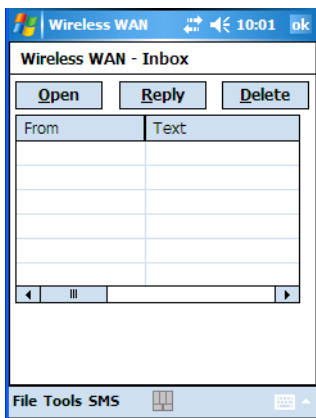 Wireless WAN 10:01 ok
Wireless WAN - Inbox
Open Reply Delete
From Text
File Tools SMS